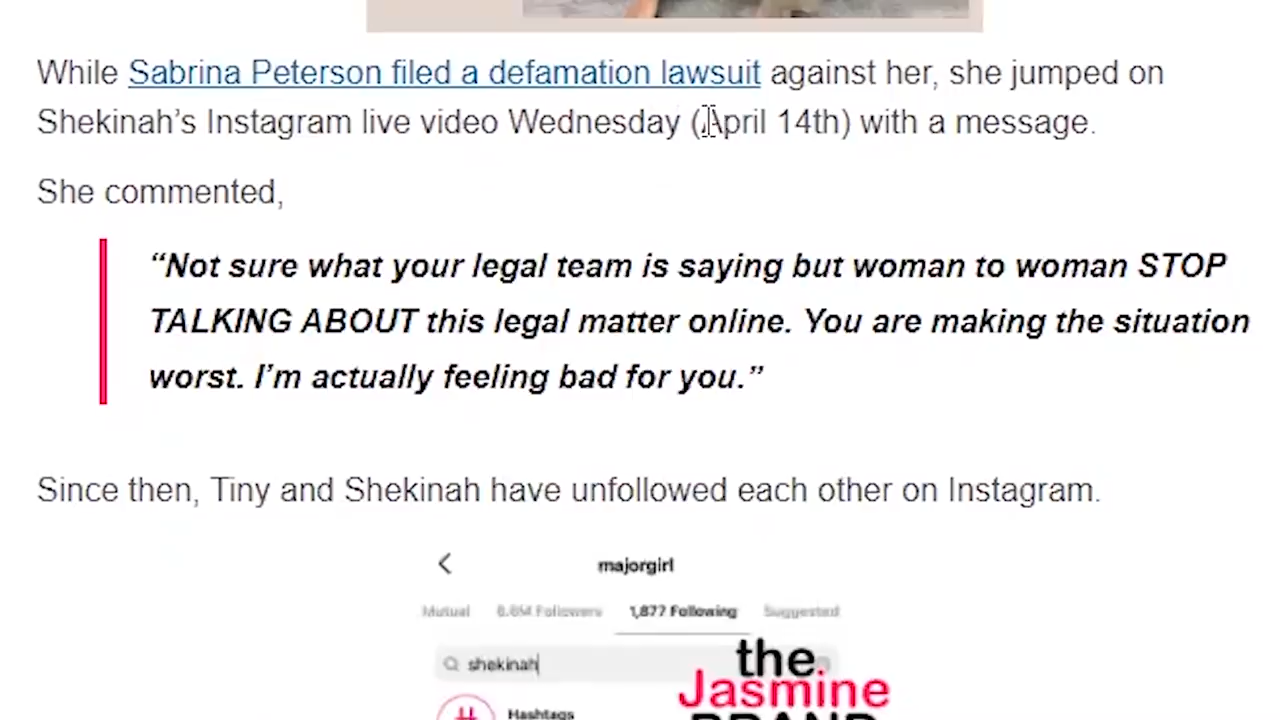 While Sabrina Peterson filed a defamation lawsuit against her, she jumped on
Shekinah’s Instagram live video Wednesday (April 14th) with a message.
She commented,
“Not sure what your legal team is saying but woman to woman STOP
TALKING ABOUT this legal matter online. You are making the situation
worst. I’m actually feeling bad for you.”
Since then, Tiny and Shekinah have unfollowed each other on Instagram.
majorgirl
Mutual 8.8M Followers 1,877 Following Suggested
shekinah
the
Jasmine
BRAND
# Hashtags